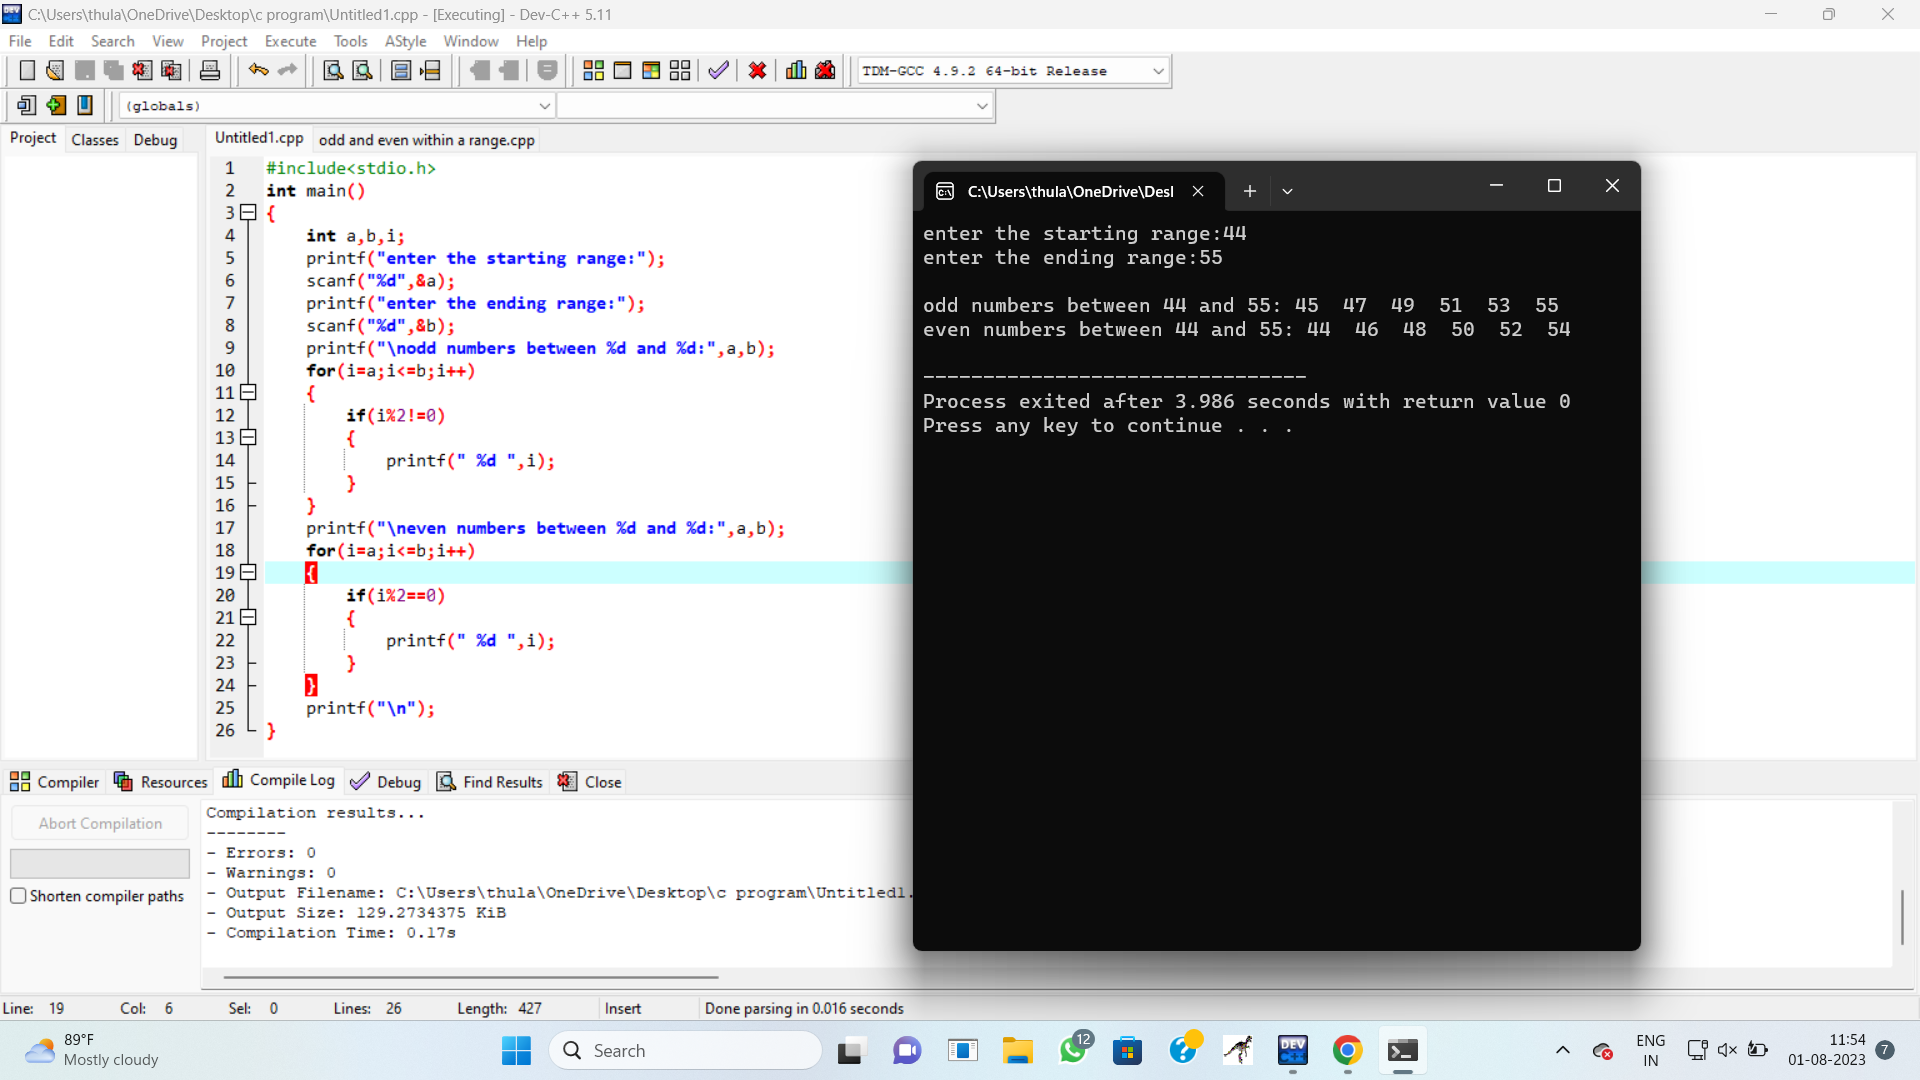 C:\Users\thula\OneDrive\Desktop\c program\Untitled1.cpp - [Executing] - Dev-C++ 5.11
File Edit Search View Project Execute Tools AStyle Window Help
TDM-GCC 4.9.2 64-bit Release
(globals)
Project Classes Debug Untitled1.cpp odd and even within a range.cpp
1 #include<stdio.h>
2 int main()
3 {
4 int a,b,i;
5 printf("enter the starting range:");
6 scanf("%d",&a);
7 printf("enter the ending range:");
8 scanf("%d",&b);
9 printf("\nodd numbers between %d and %d:",a,b);
10 for(i=a;i<=b;i++)
11 {
12 if(i%2!=0)
13 {
14 printf(" %d ",i);
15 }
16 }
17 printf("\neven numbers between %d and %d:",a,b);
18 for(i=a;i<=b;i++)
19 {
20 if(i%2==0)
21 {
22 printf(" %d ",i);
23 }
24 }
25 printf("\n");
26 }
C:\Users\thula\OneDrive\Desl
enter the starting range:44
enter the ending range:55
odd numbers between 44 and 55: 45 47 49 51 53 55
even numbers between 44 and 55: 44 46 48 50 52 54
--------------------------------
Process exited after 3.986 seconds with return value 0
Press any key to continue . . .
Compiler Resources Compile Log Debug Find Results Close
Abort Compilation
Shorten compiler paths
Compilation results...
--------
- Errors: 0
- Warnings: 0
- Output Filename: C:\Users\thula\OneDrive\Desktop\c program\Untitled1.
- Output Size: 129.2734375 KiB
- Compilation Time: 0.17s
Line: 19 Col: 6 Sel: 0 Lines: 26 Length: 427 Insert Done parsing in 0.016 seconds
89°F
Mostly cloudy
Search
12
DEV C++
ENG
IN
11:54
01-08-2023
7